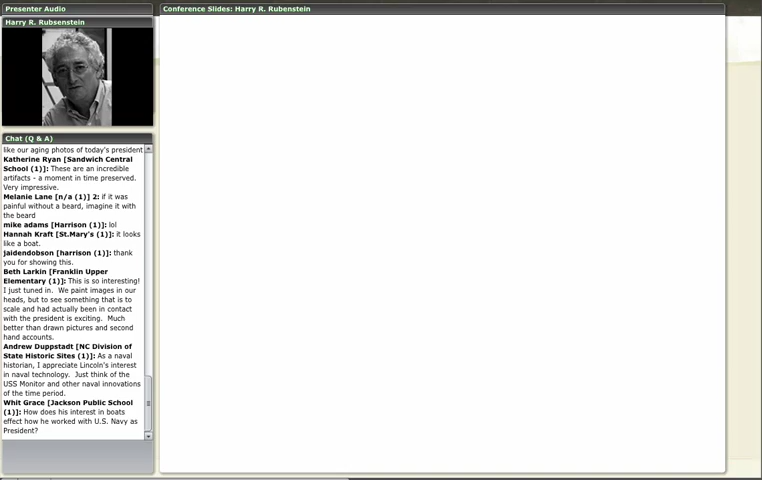 Presenter Audio
Harry R. Rubsenstein
Chat (Q & A)
like our aging photos of today's president
Katherine Ryan [Sandwich Central
School (1)]: These are an incredible
artifacts - a moment in time preserved.
Very impressive.
Melanie Lane [n/a (1)] 2: if it was
painful without a beard, imagine it with
the beard
mike adams [Harrison (1)]: lol
Hannah Kraft [St.Mary's (1)]: it looks
like a boat.
jaidendobson [harrison (1)]: thank
you for showing this.
Beth Larkin [Franklin Upper
Elementary (1)]: This is so interesting!
I just tuned in. We paint images in our
heads, but to see something that is to
scale and had actually been in contact
with the president is exciting. Much
better than drawn pictures and second
hand accounts.
Andrew Duppstadt [NC Division of
State Historic Sites (1)]: As a naval
historian, I appreciate Lincoln's interest
in naval technology. Just think of the
USS Monitor and other naval innovations
of the time period.
Whit Grace [Jackson Public School
(1)]: How does his interest in boats
effect how he worked with U.S. Navy as
President?
Conference Slides: Harry R. Rubenstein